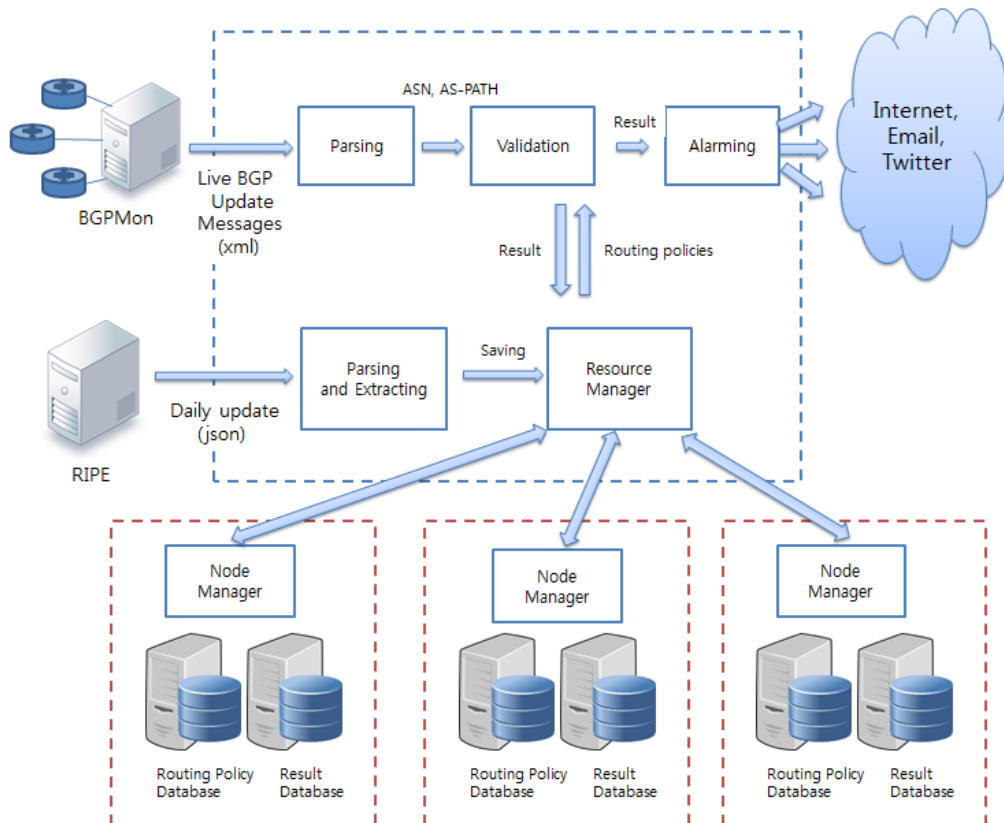 ASN, AS-PATH
Parsing
Validation
Result
Alarming
Internet,
Email,
Twitter
BGPMon
Live BGP
Update
Messages
(xml)
Result
Routing policies
RIPE
Daily update
(json)
Parsing
and Extracting
Saving
Resource
Manager
Node
Manager
Routing Policy
Database
Result
Database
Node
Manager
Routing Policy
Database
Result
Database
Node
Manager
Routing Policy
Database
Result
Database